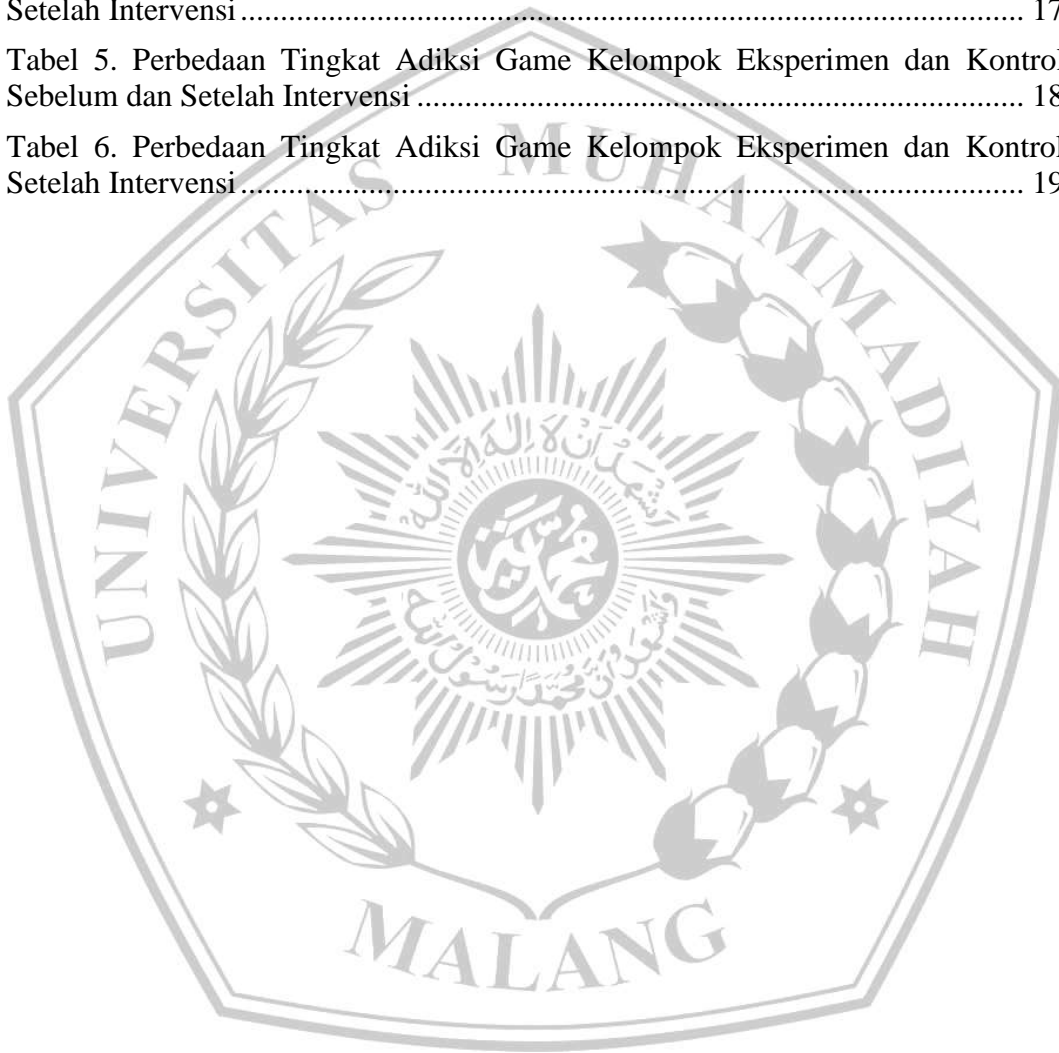 Setelah Intervensi.................................................................................................. 17
Tabel 5. Perbedaan Tingkat Adiksi Game Kelompok Eksperimen dan Kontrol
Sebelum dan Setelah Intervensi............................................................................ 18
Tabel 6. Perbedaan Tingkat Adiksi Game Kelompok Eksperimen dan Kontrol
Setelah Intervensi.................................................................................................. 19
UNIVERSITAS MUHAMMADIYAH
MALANG